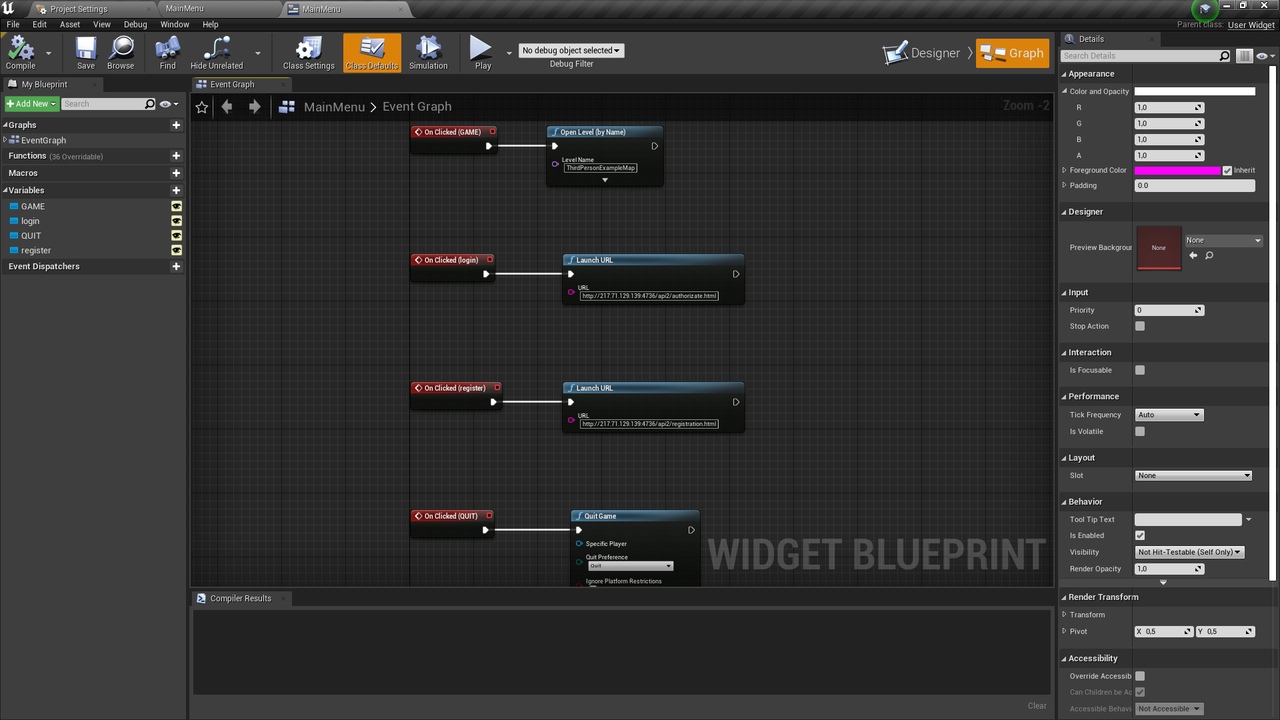 Project Settings
MainMenu
MainMenu
File Edit Asset View Debug Window Help
Parent class: User Widget
Compile
Save
Browse
Find
Hide Unrelated
Class Settings
Class Defaults
Simulation
Play
No debug object selected
Debug Filter
Designer
Graph
My Blueprint
Add New
Search
Graphs
EventGraph
Functions (36 Overridable)
Macros
Variables
GAME
login
QUIT
register
Event Dispatchers
Event Graph
MainMenu > Event Graph
Zoom -2
On Clicked (GAME)
Open Level (by Name)
Level Name
ThirdPersonExampleMap
On Clicked (login)
Launch URL
URL
http://217.71.129.139:4736/api2/authorizate.html
On Clicked (register)
Launch URL
URL
http://217.71.129.139:4736/api2/registration.html
On Clicked (QUIT)
Quit Game
Specific Player
Quit Preference
Quit
Ignore Platform Restrictions
WIDGET BLUEPRINT
Compiler Results
Clear
Details
Search Details
Appearance
Color and Opacity
R 1,0
G 1,0
B 1,0
A 1,0
Foreground Color Inherit
Padding 0.0
Designer
Preview Backgrour
None
None
Input
Priority 0
Stop Action
Interaction
Is Focusable
Performance
Tick Frequency Auto
Is Volatile
Layout
Slot None
Behavior
Tool Tip Text
Is Enabled
Visibility Not Hit-Testable (Self Only)
Render Opacity 1,0
Render Transform
Transform
Pivot X 0,5 Y 0,5
Accessibility
Override Accessib
Can Children be Ac
Accessible Behavi Not Accessible